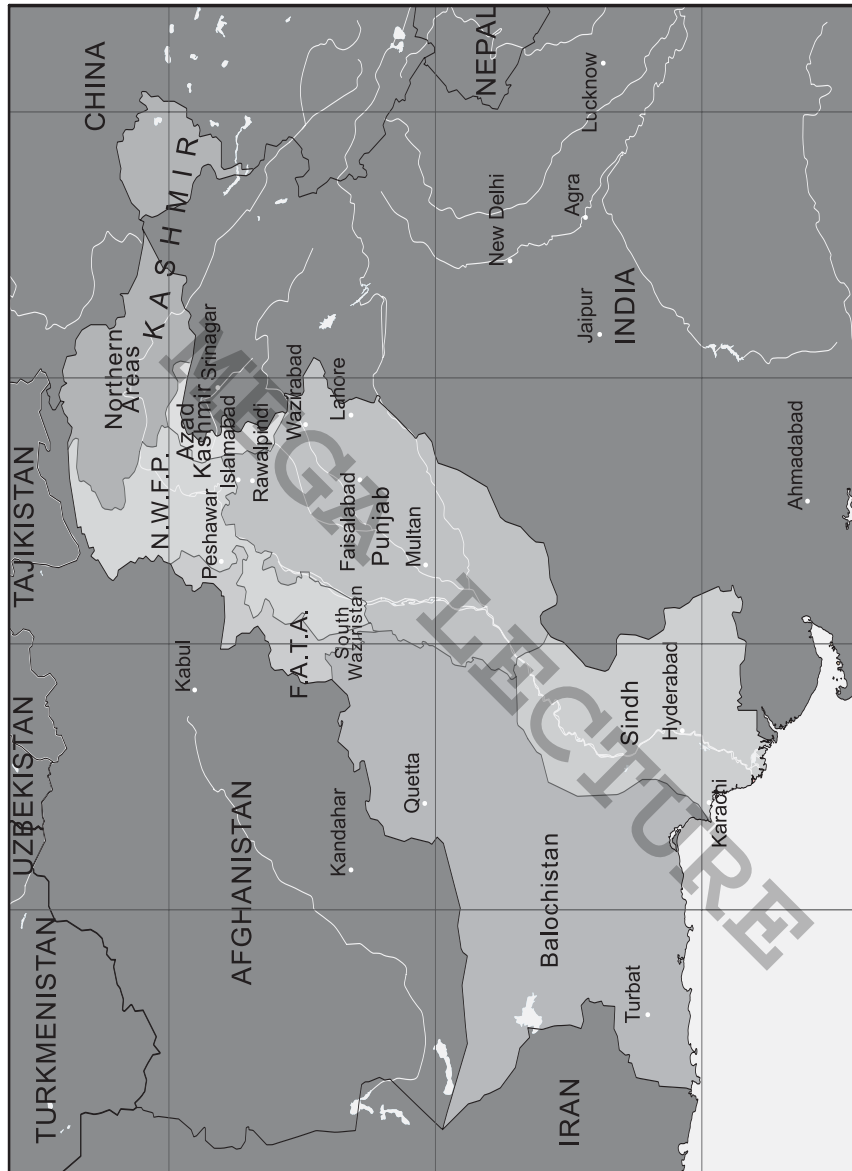 UZBEKISTAN
TAJIKISTAN
TURKMENISTAN
CHINA
Northern
Areas
KASHMIR
N.W.F.P.
Azad
Kashmir
Srinagar
Kabul
Peshawar
Islamabad
Rawalpindi
AFGHANISTAN
F.A.T.A.
Wazirabad
Kandahar
South
Waziristan
Faisalabad
Lahore
Punjab
Quetta
Multan
NEPAL
New Delhi
Balochistan
Agra
Lucknow
Jaipur
IRAN
INDIA
Sindh
Turbat
Hyderabad
Karachi
Ahmadabad
MEGA LECTURE